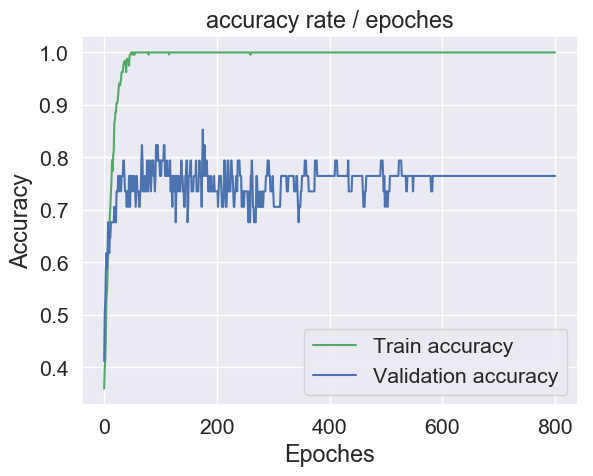 accuracy rate / epoches
1.0
0.9
0.8
0.7
0.6
0.5
0.4
Accuracy
Train accuracy
Validation accuracy
0 200 400 600 800
Epoches